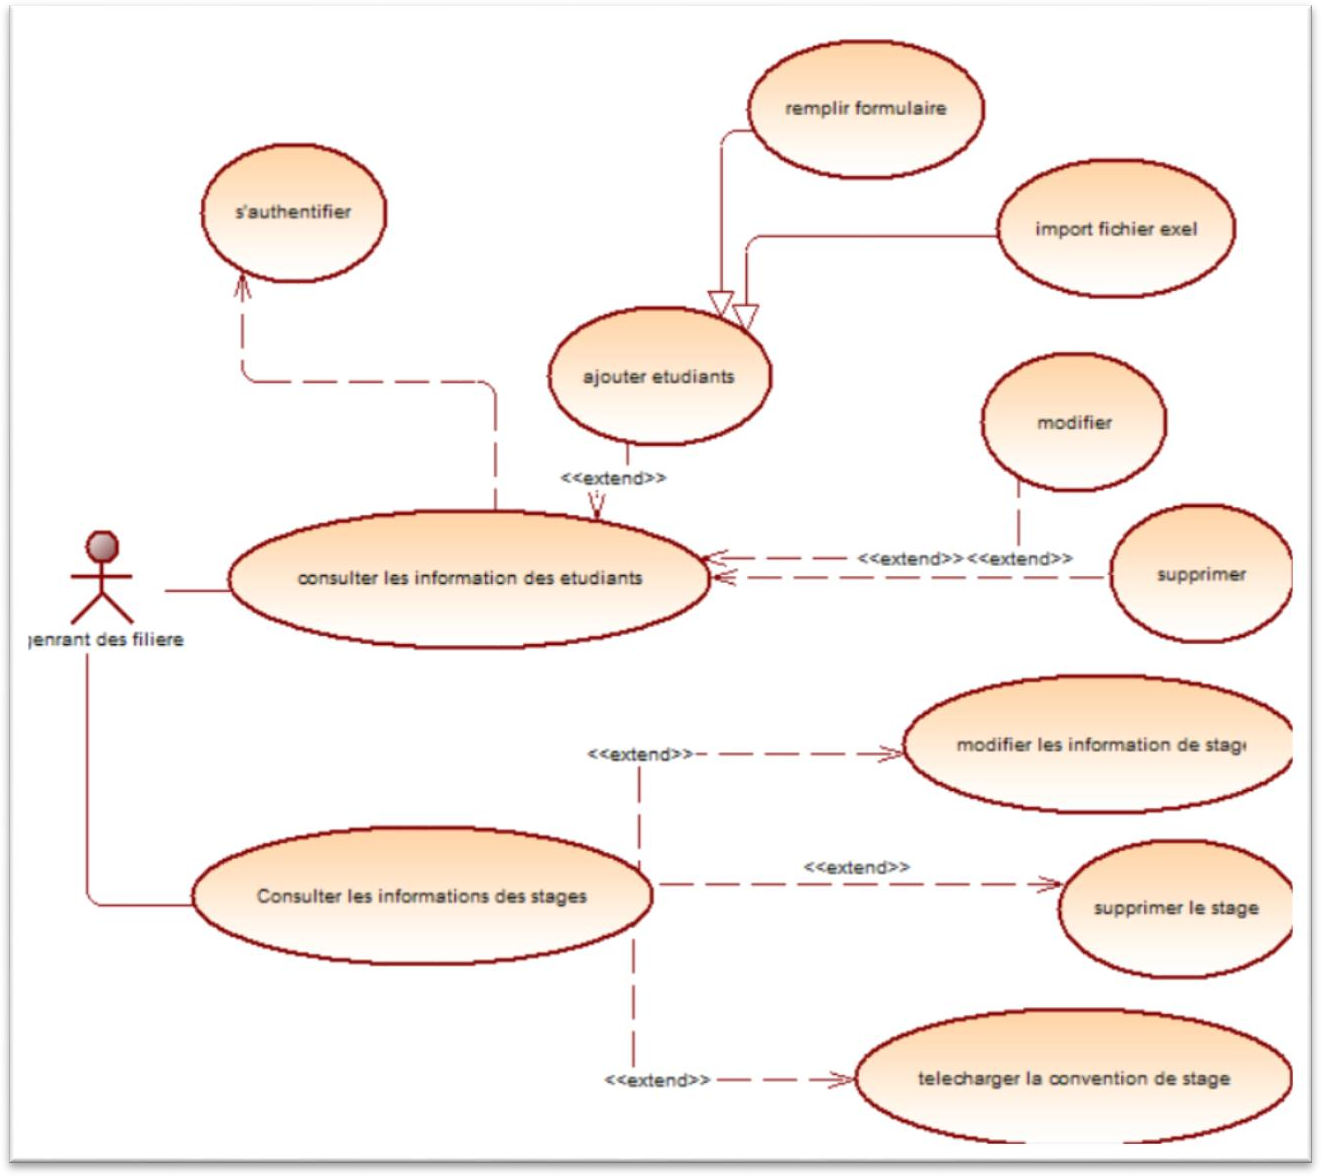 remplir formulaire
s'authentifier
import fichier exel
ajouter etudiants
modifier
<<extend>>
<<extend>><<extend>>
supprimer
consulter les information des etudiants
genrant des filiere
modifier les information de stage
<<extend>>
<<extend>>
Consulter les informations des stages
supprimer le stage
<<extend>>
telecharger la convention de stage